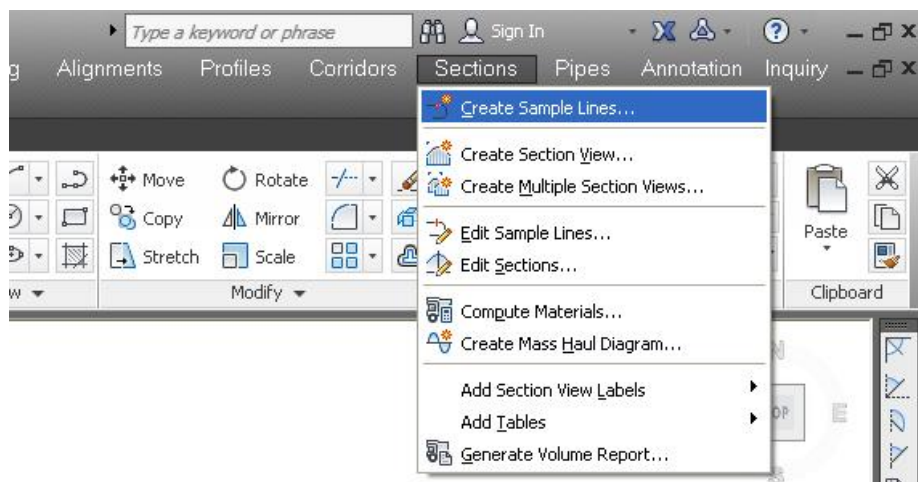 Type a keyword or phrase Sign In
g Alignments Profiles Corridors Sections Pipes Annotation Inquiry
Create Sample Lines...
Create Section View...
Create Multiple Section Views...
Edit Sample Lines...
Edit Sections...
Compute Materials...
Create Mass Haul Diagram...
Add Section View Labels
Add Tables
Generate Volume Report...
Move Rotate
Copy Mirror
Stretch Scale
w Modify
Paste
Clipboard
N
OP E
S